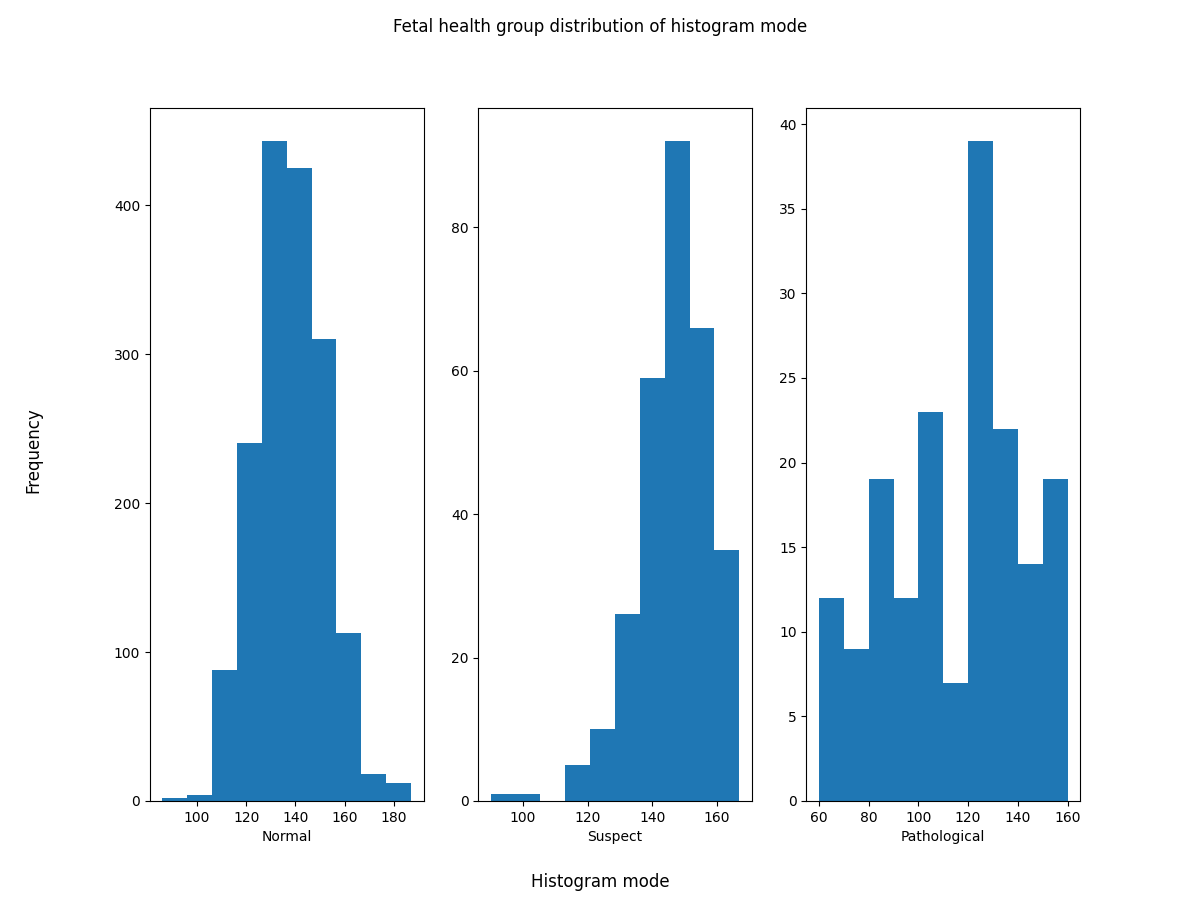 Fetal health group distribution of histogram mode
Frequency
400
300
200
100
0
100 120 140 160 180
Normal
80
60
40
20
0
100 120 140 160
Suspect
40
35
30
25
20
15
10
5
0
60 80 100 120 140 160
Pathological
Histogram mode